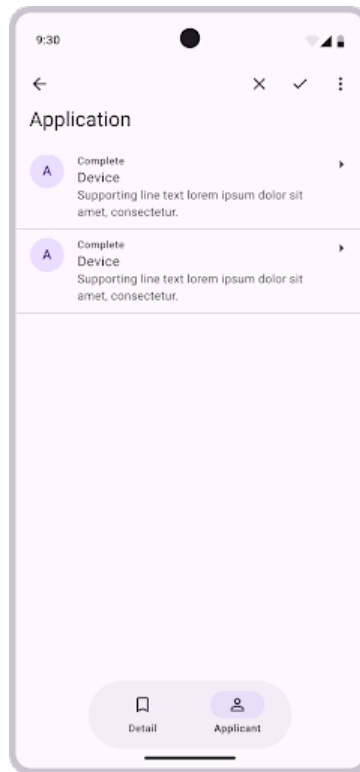 9:30
Application
A
Complete
Device
Supporting line text lorem ipsum dolor sit
amet, consectetur.
A
Complete
Device
Supporting line text lorem ipsum dolor sit
amet, consectetur.
Detail
Applicant